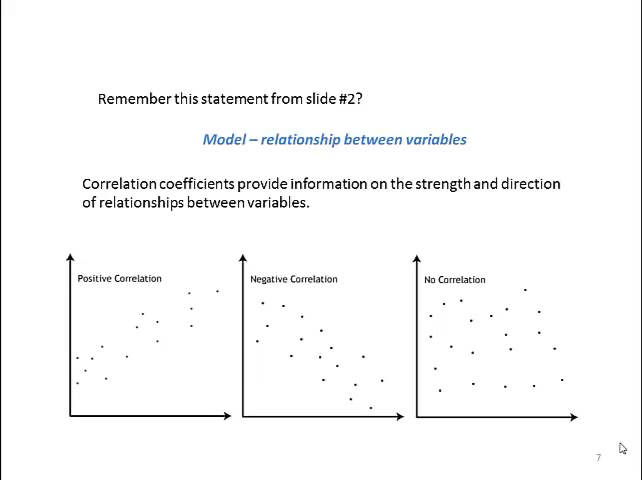 Remember this statement from slide #2?
Model – relationship between variables
Correlation coefficients provide information on the strength and direction
of relationships between variables.
Positive Correlation
Negative Correlation
No Correlation
7